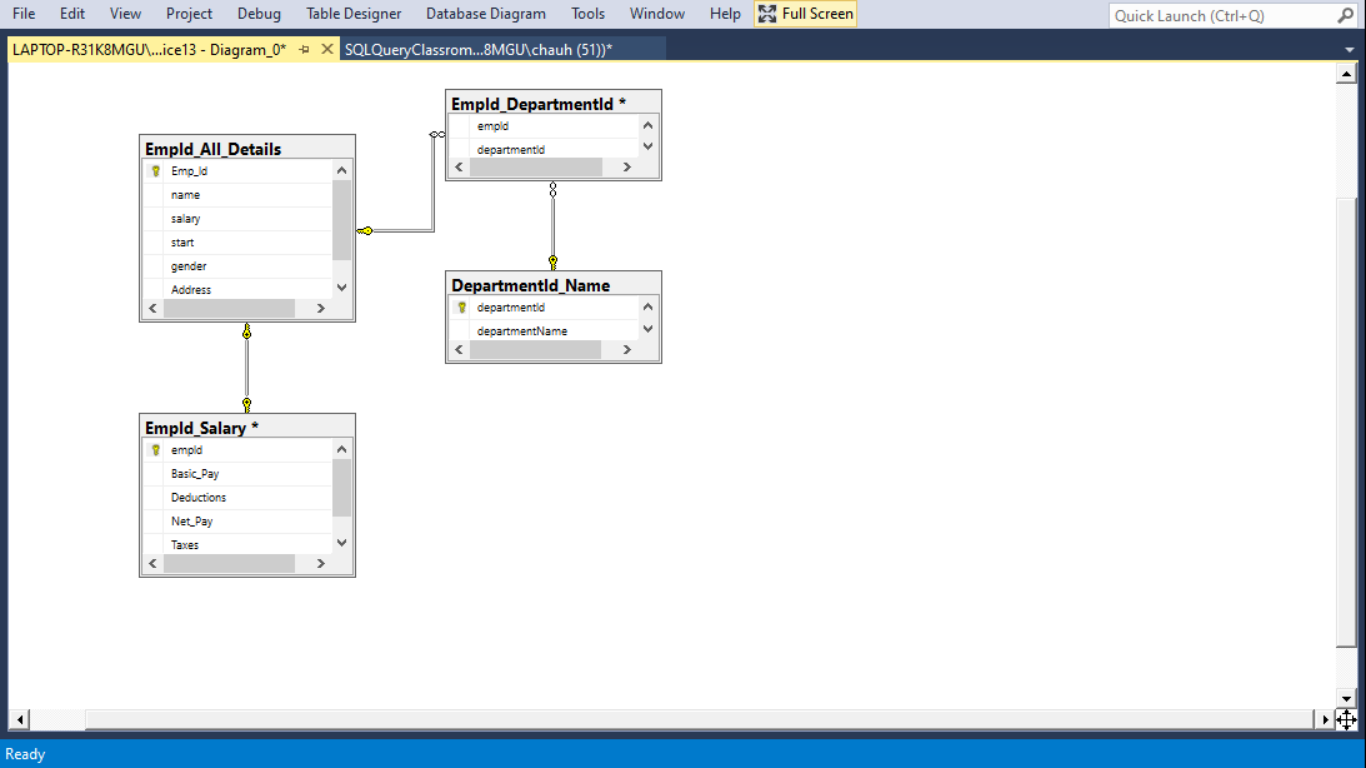 File Edit View Project Debug Table Designer Database Diagram Tools Window Help Full Screen Quick Launch (Ctrl+Q)
LAPTOP-R31K8MGU\...ice13 - Diagram_0* SQLQueryClassrom...8MGU\chauh (51))*
EmpId_DepartmentId *
empId
departmentId
EmpId_All_Details
Emp_Id
name
salary
start
gender
Address
DepartmentId_Name
departmentId
departmentName
EmpId_Salary *
empId
Basic_Pay
Deductions
Net_Pay
Taxes
Ready